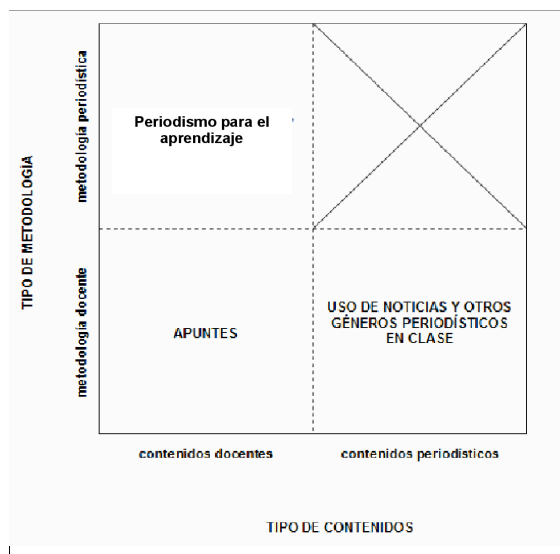 TIPO DE METODOLOGÍA
metodología periodística
Periodismo para el
aprendizaje
metodología docente
APUNTES
USO DE NOTICIAS Y OTROS
GÉNEROS PERIODÍSTICOS
EN CLASE
contenidos docentes
contenidos periodísticos
TIPO DE CONTENIDOS